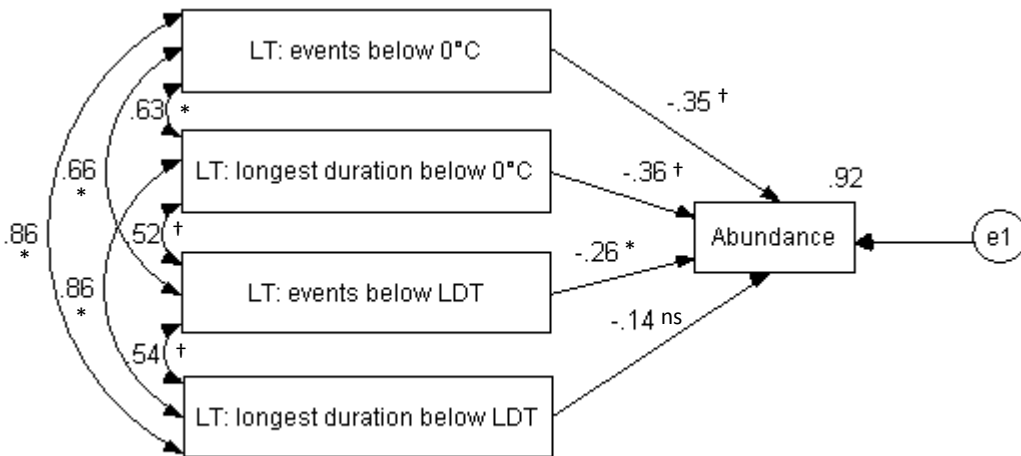 LT: events below 0°C
-.35 †
.63 *
LT: longest duration below 0°C
-.36 †
.92
.66
*
.86
*
.52 †
Abundance
e1
-.26 *
.86
*
LT: events below LDT
-.14 ns
.54 †
LT: longest duration below LDT